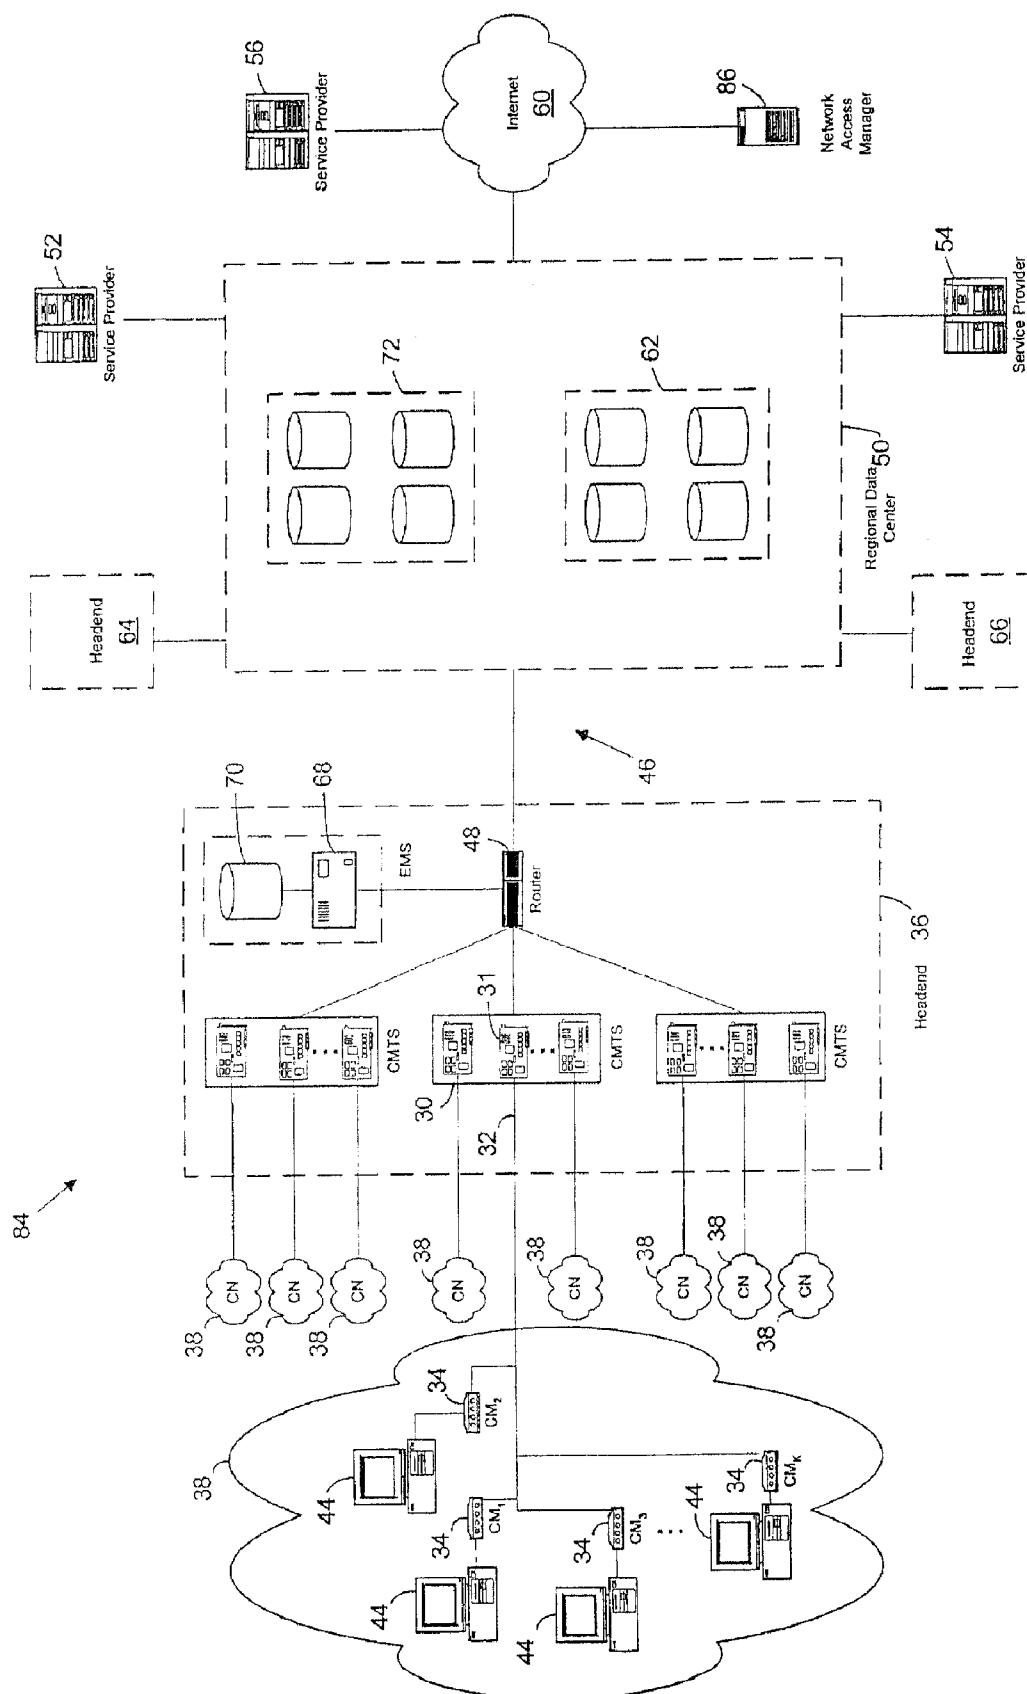 84
38
44
34
CM2
44
34
CM1
44
34
CM3
. . .
44
34
CMK
38
CN
38
CN
38
CN
38
CN
38
CN
38
CN
38
CN
38
CN
32
30
31
CMTS
CMTS
CMTS
70
68
EMS
48
Router
Headend
36
46
Headend
64
Headend
66
72
62
Regional Data
Center
50
52
Service Provider
54
Service Provider
56
Service Provider
Internet
60
86
Network
Access
Manager